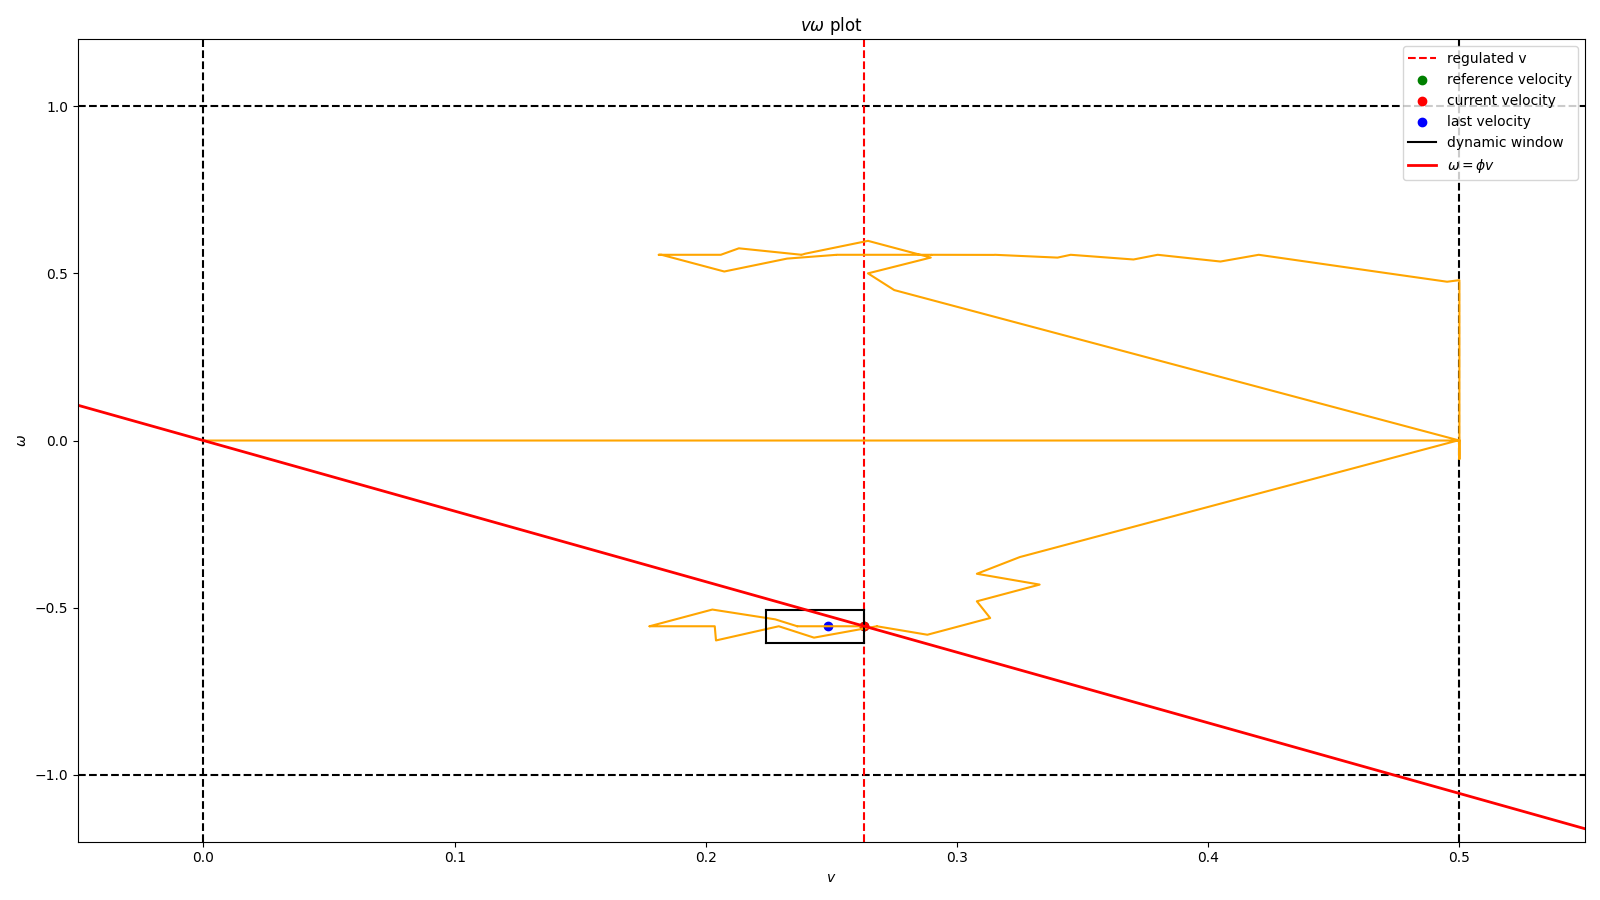 vω plot
regulated v
reference velocity
current velocity
last velocity
dynamic window
ω = ϕv
1.0
0.5
0.0
−0.5
−1.0
ω
0.0 0.1 0.2 0.3 0.4 0.5
v